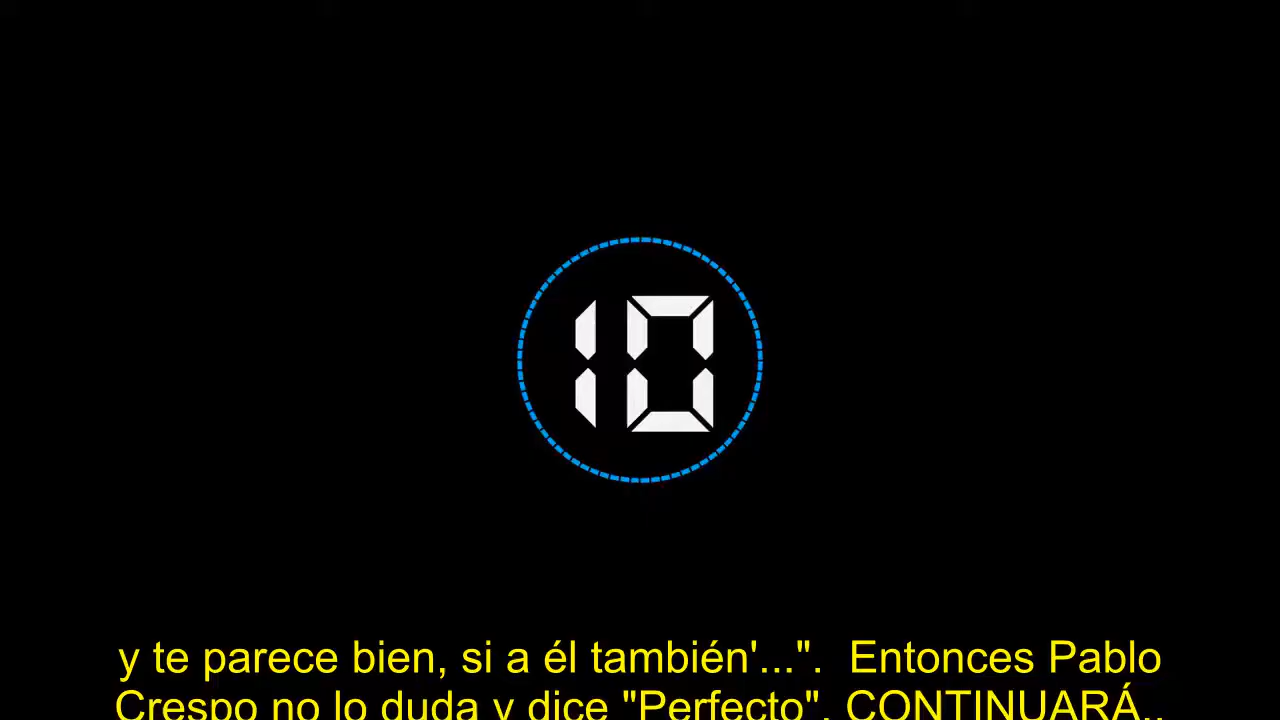 10
y te parece bien, si a él también'...".  Entonces Pablo
Crespo no lo duda y dice "Perfecto". CONTINUARÁ..